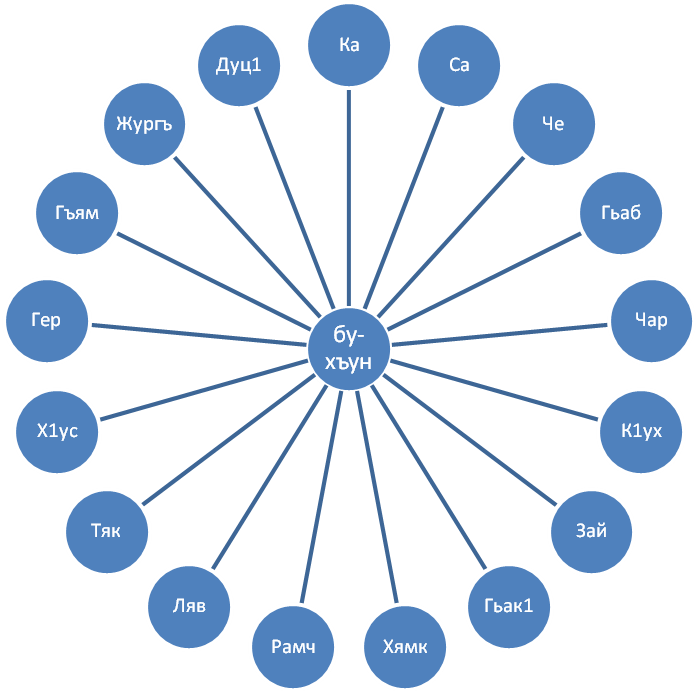 Ка
Са
Че
Гьаб
Чар
К1ух
Зай
Гьак1
Хямк
Рамч
Ляв
Тяк
Х1ус
Гер
Гъям
Жургъ
Дуц1
бу-
хъун